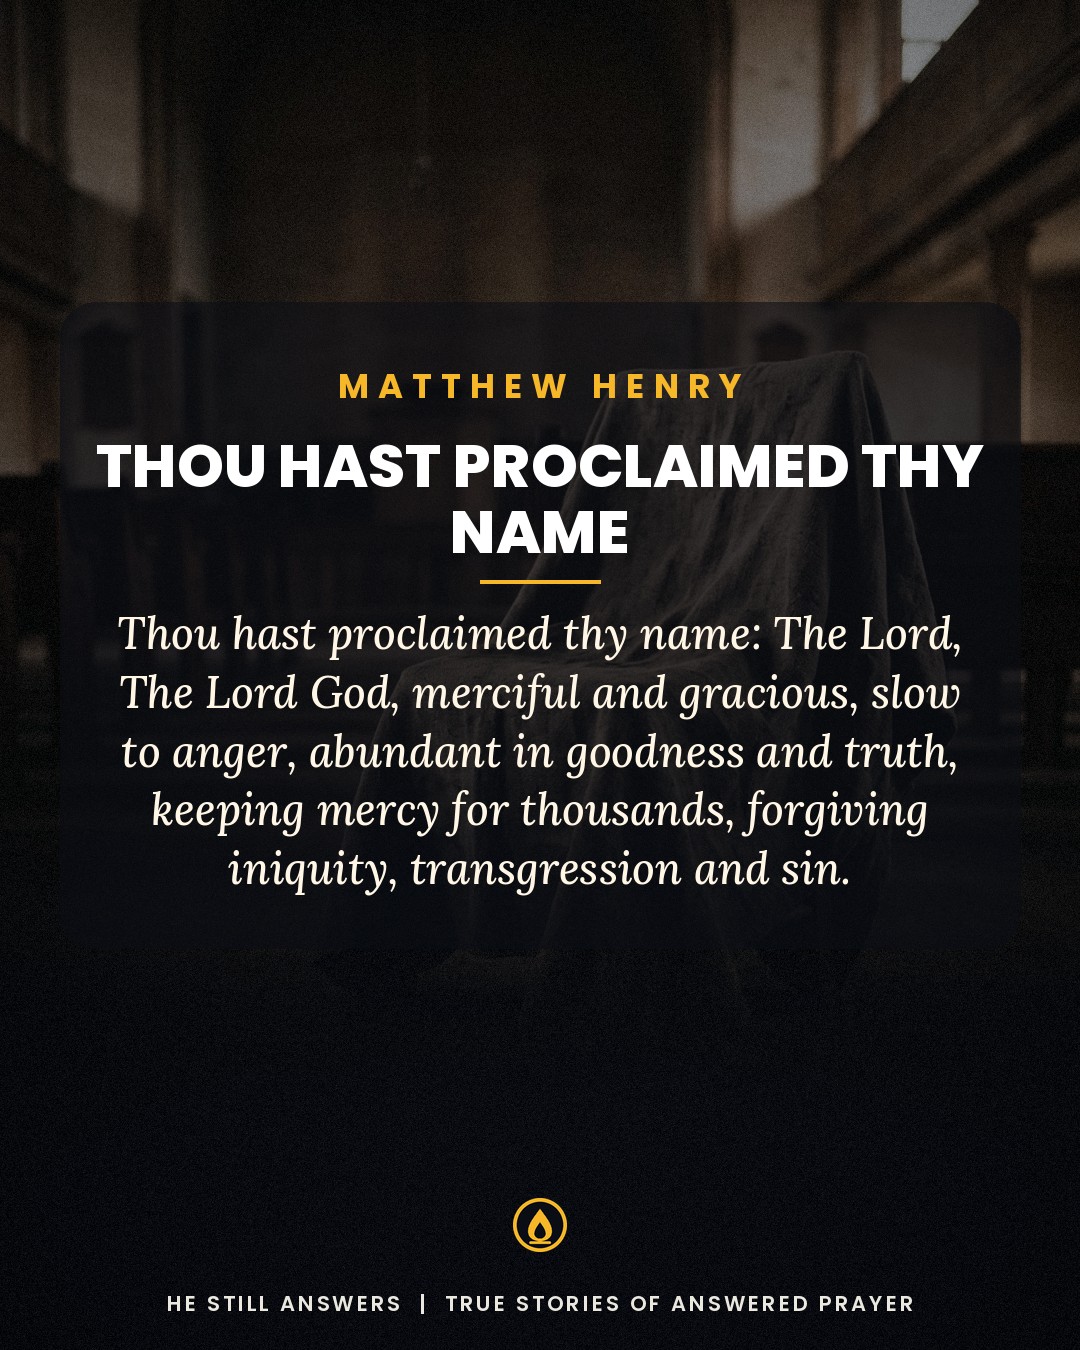 MATTHEW HENRY
THOU HAST PROCLAIMED THY
NAME
Thou hast proclaimed thy name: The Lord,
The Lord God, merciful and gracious, slow
to anger, abundant in goodness and truth,
keeping mercy for thousands, forgiving
iniquity, transgression and sin.
HE STILL ANSWERS | TRUE STORIES OF ANSWERED PRAYER